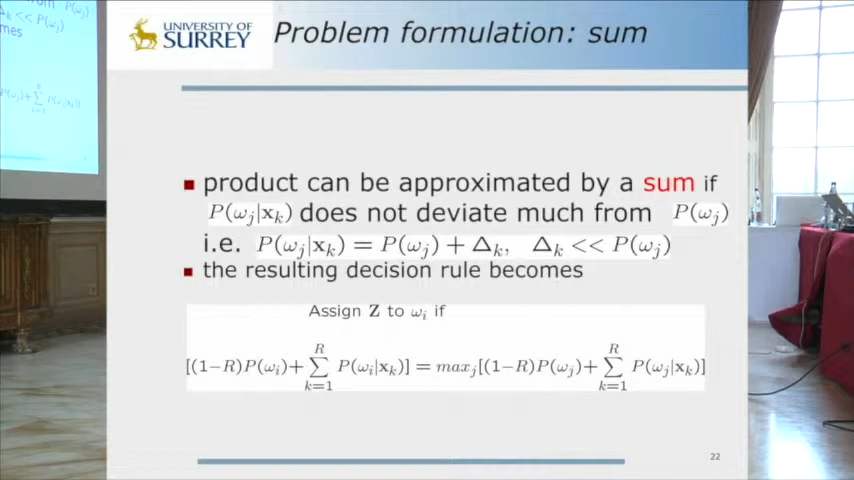 UNIVERSITY OF
SURREY
Problem formulation: sum
product can be approximated by a sum if
P(ω_j|x_k) does not deviate much from P(ω_j)
i.e. P(ω_j|x_k) = P(ω_j) + Δ_k, Δ_k << P(ω_j)
the resulting decision rule becomes
Assign Z to ω_i if
[(1−R)P(ω_i)+ ∑_{k=1}^{R} P(ω_i|x_k)] = max_j[(1−R)P(ω_j)+ ∑_{k=1}^{R} P(ω_j|x_k)]
22